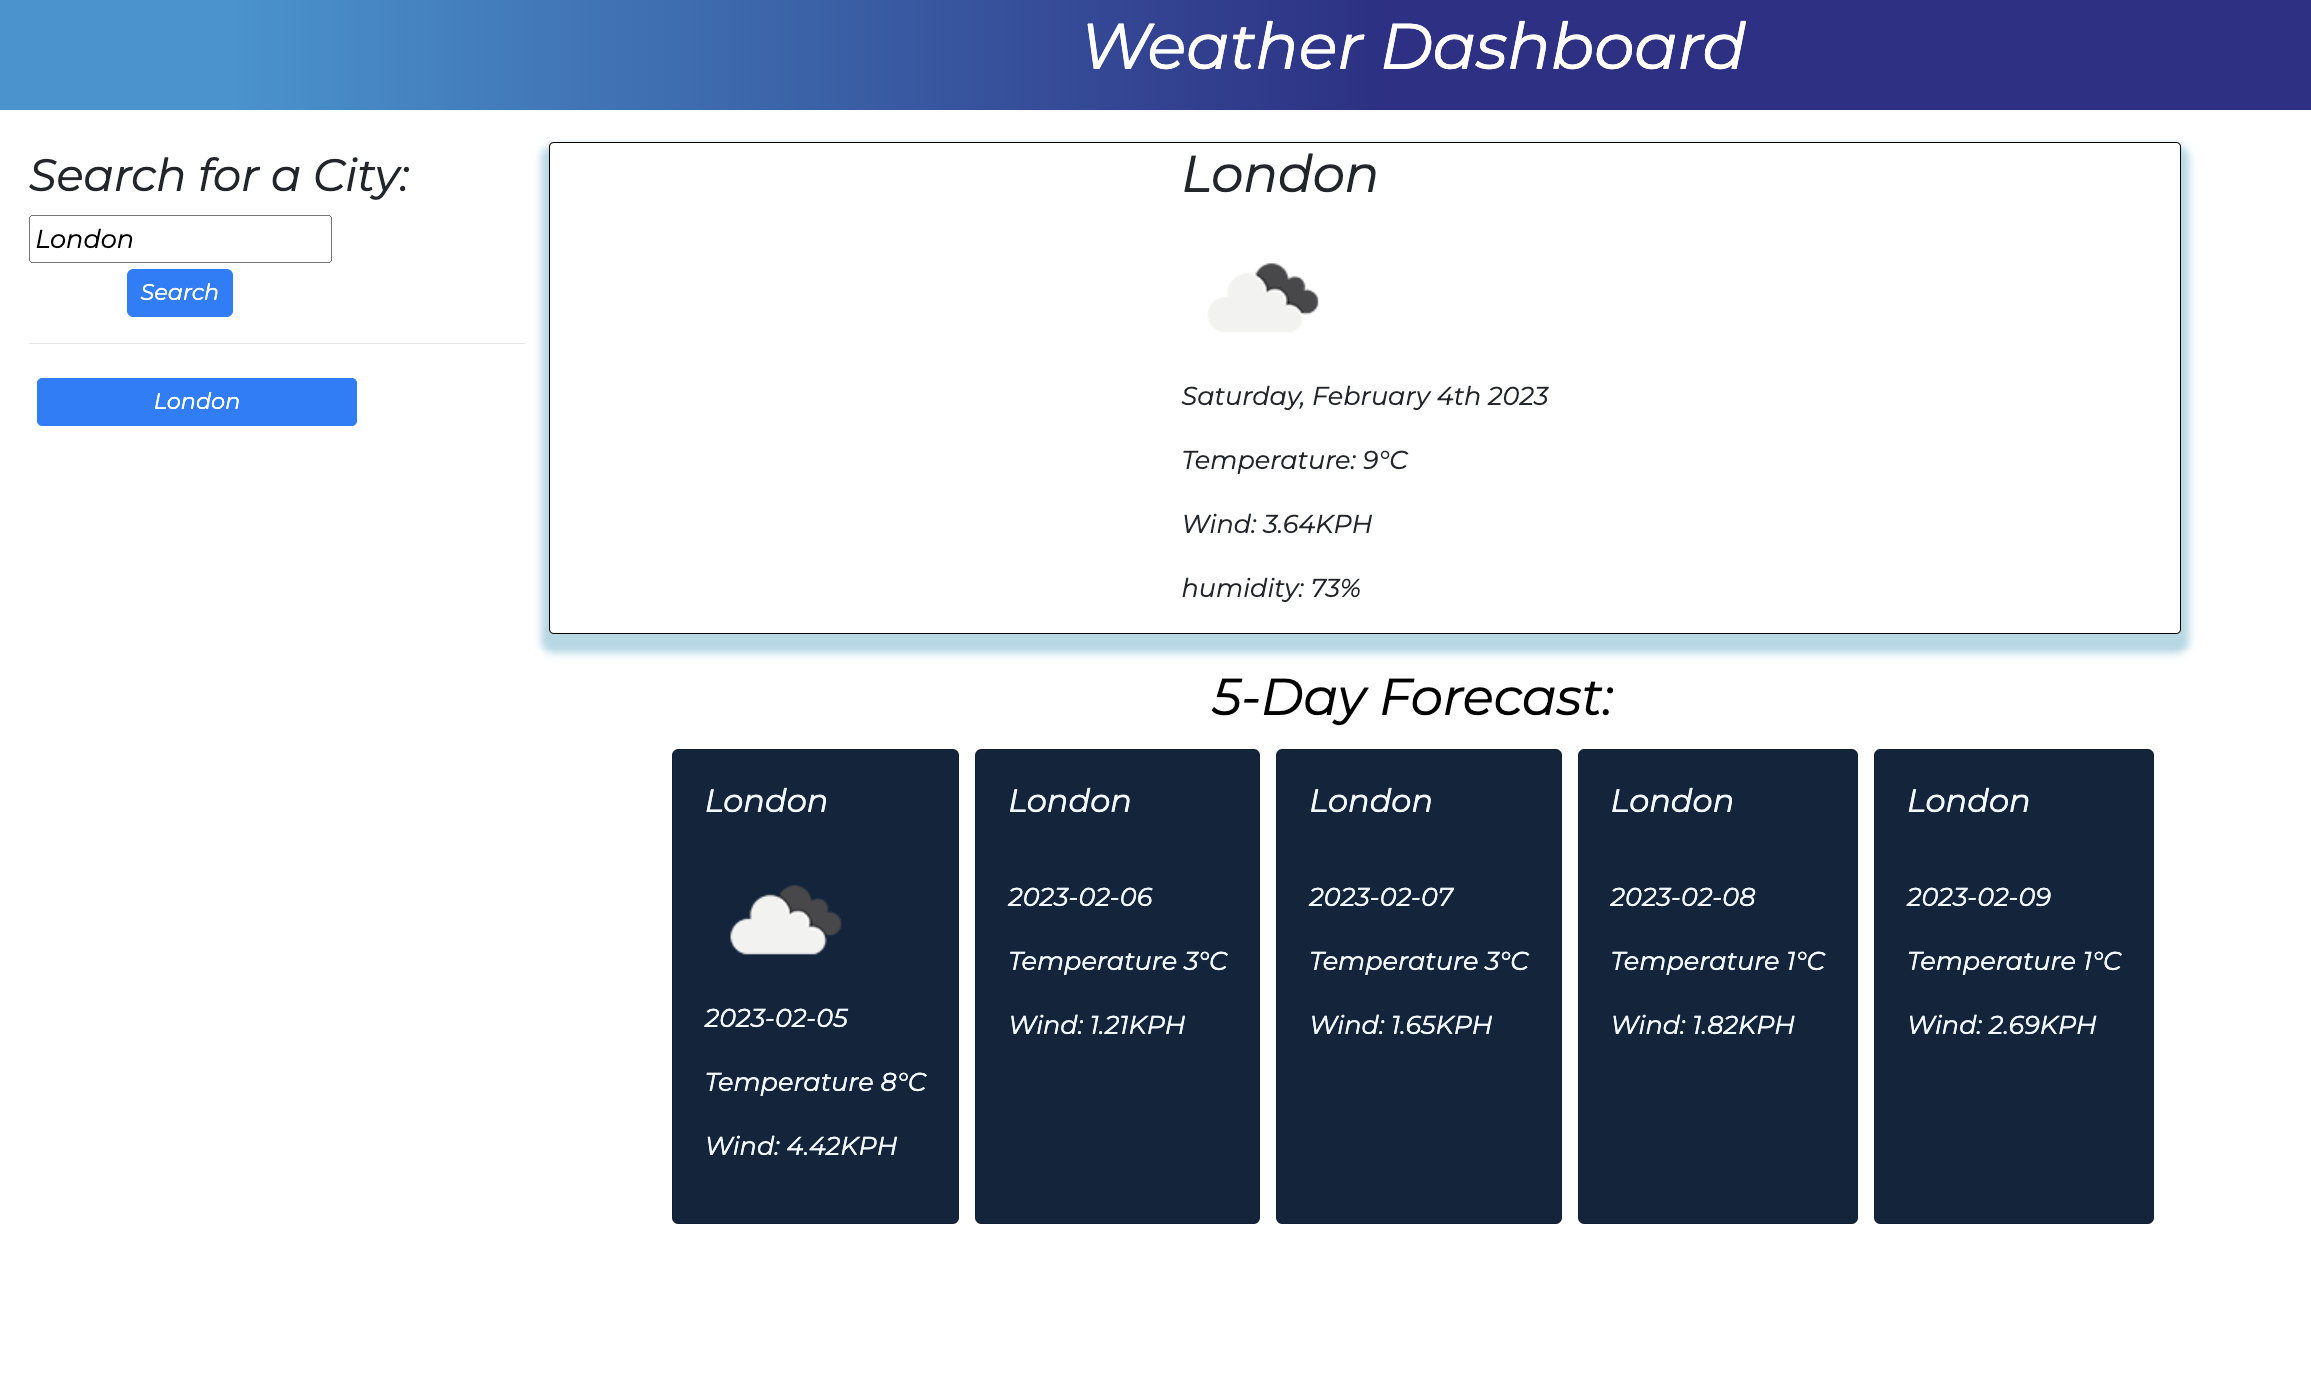 Weather Dashboard
Search for a City:
London
Search
London
London
Saturday, February 4th 2023
Temperature: 9°C
Wind: 3.64KPH
humidity: 73%
5-Day Forecast:
London
2023-02-05
Temperature 8°C
Wind: 4.42KPH
London
2023-02-06
Temperature 3°C
Wind: 1.21KPH
London
2023-02-07
Temperature 3°C
Wind: 1.65KPH
London
2023-02-08
Temperature 1°C
Wind: 1.82KPH
London
2023-02-09
Temperature 1°C
Wind: 2.69KPH